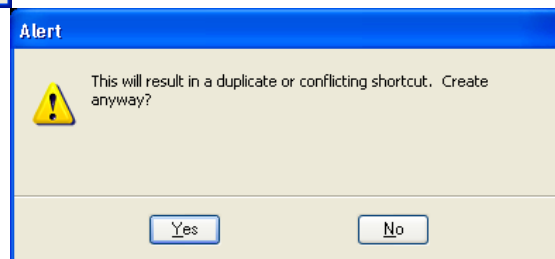 Alert
This will result in a duplicate or conflicting shortcut.  Create
anyway?
Yes
No